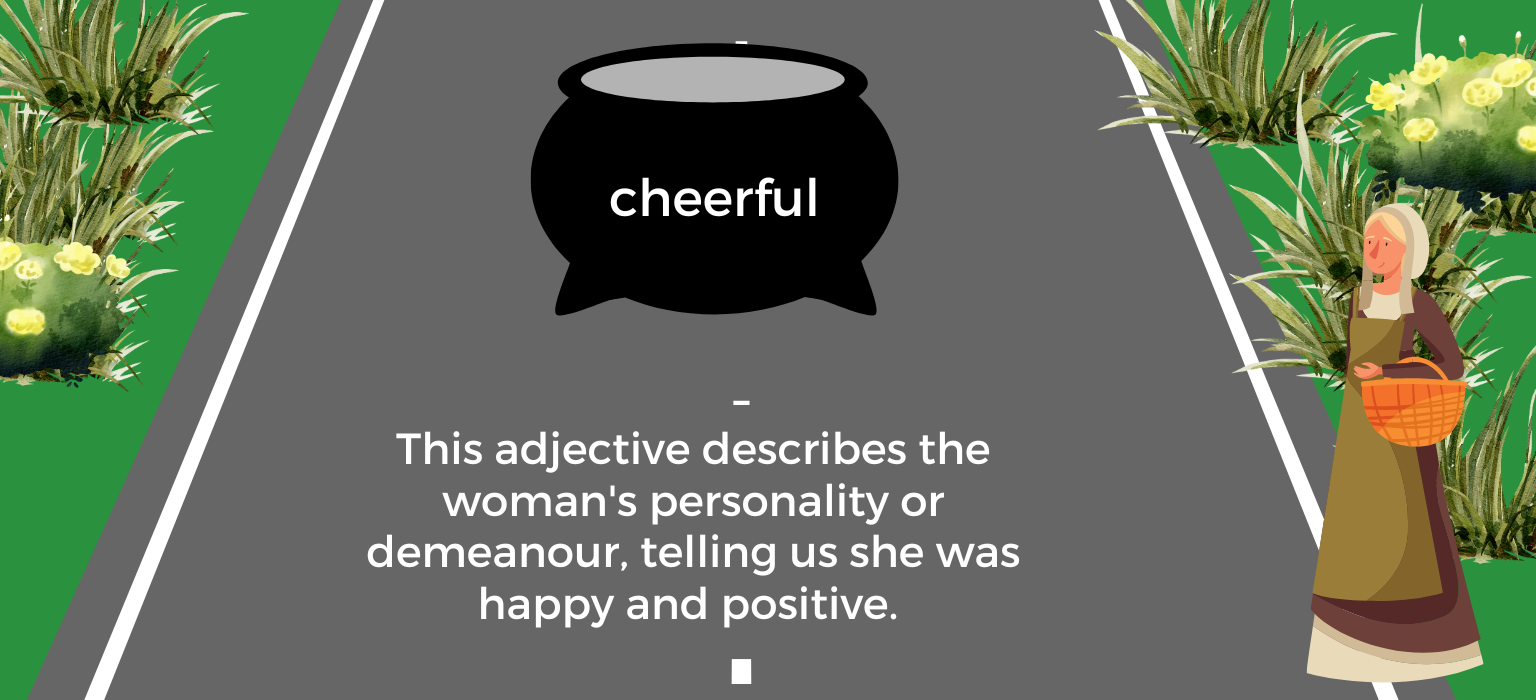 cheerful
This adjective describes the
woman's personality or
demeanour, telling us she was
happy and positive.